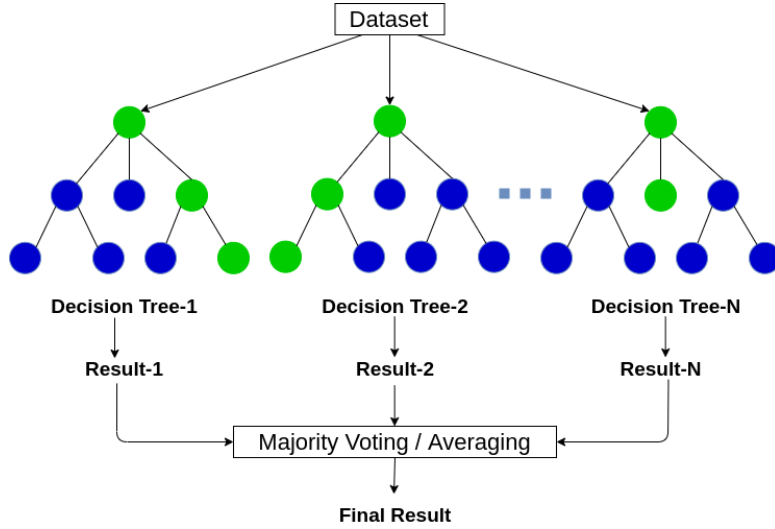 Dataset
Decision Tree-1
Decision Tree-2
Decision Tree-N
Result-1
Result-2
Result-N
Majority Voting / Averaging
Final Result